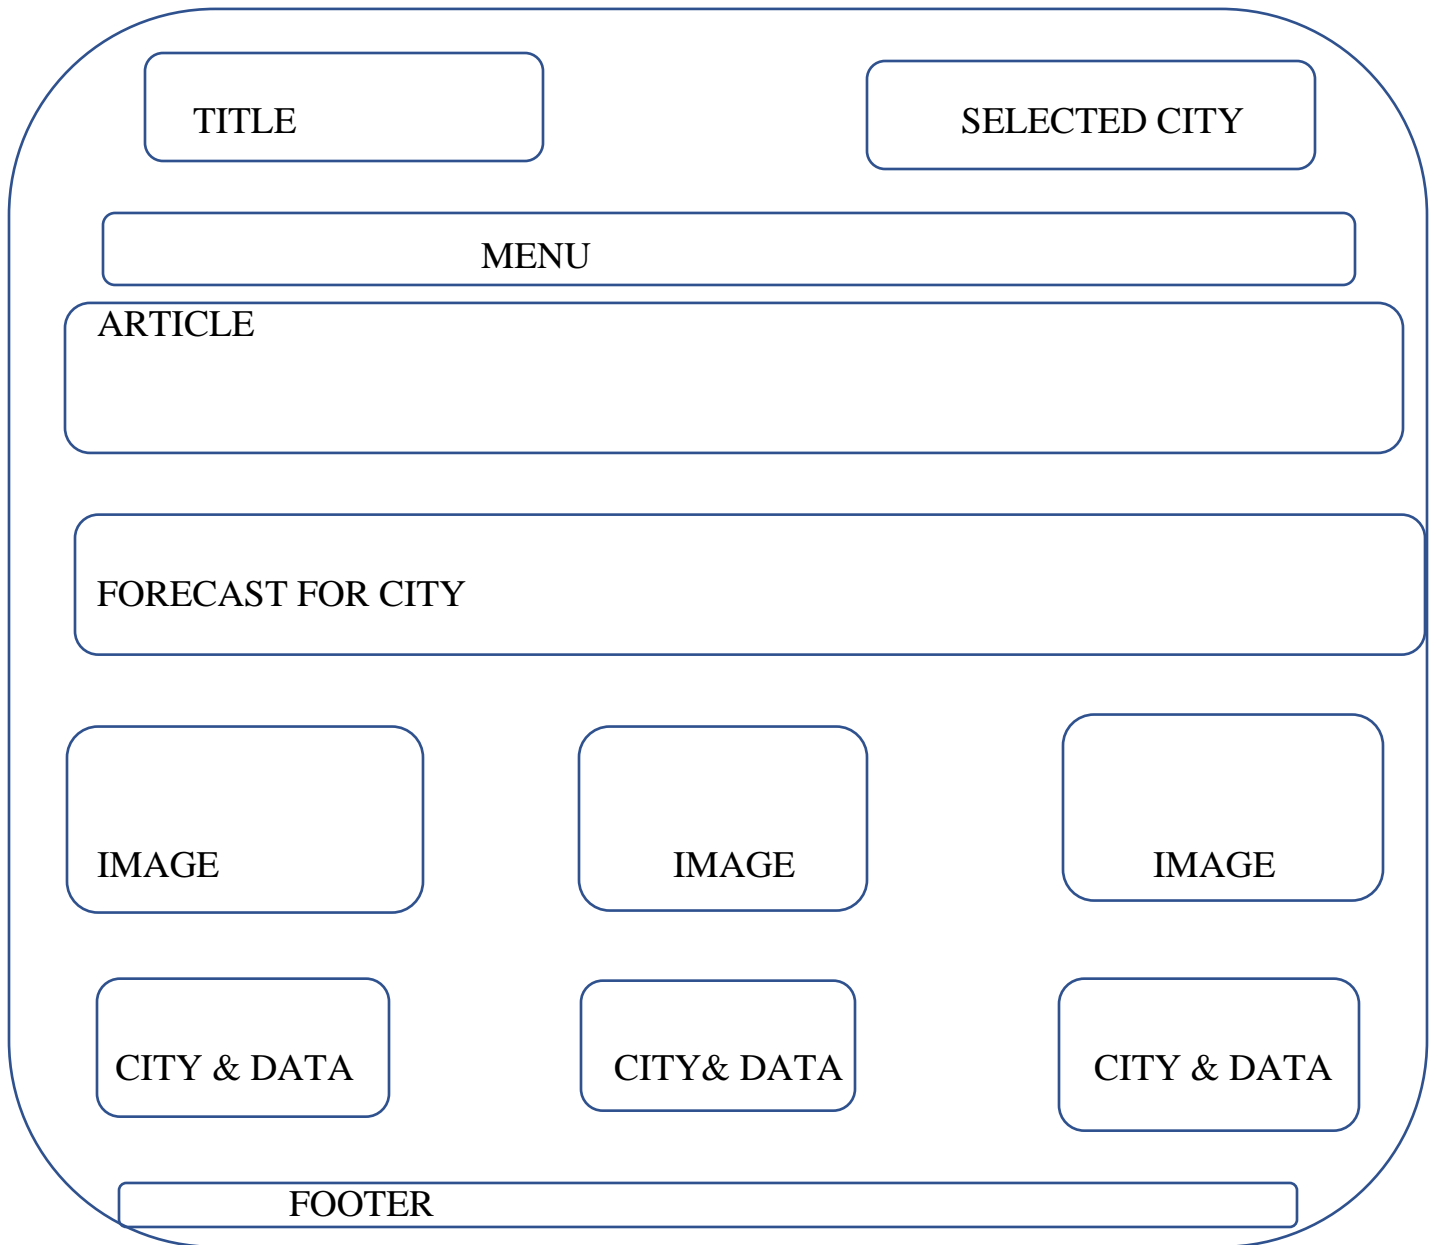 TITLE
SELECTED CITY
MENU
ARTICLE
FORECAST FOR CITY
IMAGE
IMAGE
IMAGE
CITY & DATA
CITY& DATA
CITY & DATA
FOOTER